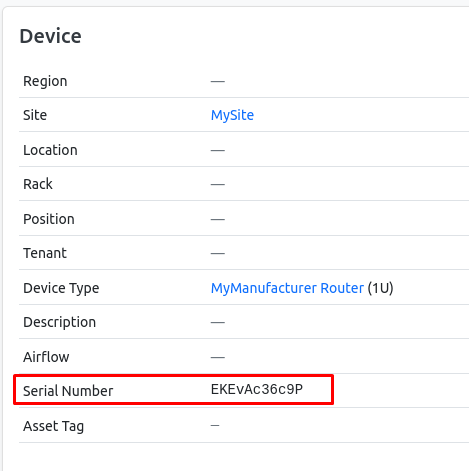 Device
Region —
Site MySite
Location —
Rack —
Position —
Tenant —
Device Type MyManufacturer Router (1U)
Description —
Airflow —
Serial Number EKEvAc36c9P
Asset Tag —